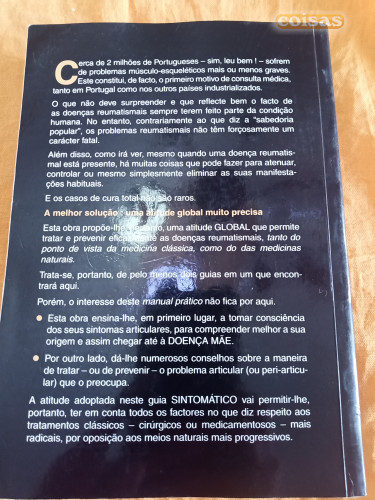 coisas
Cerca de 2 milhões de Portugueses – sim, leu bem ! – sofrem
de problemas músculo-esqueléticos mais ou menos graves.
Este constitui, de facto, o primeiro motivo de consulta médica,
tanto em Portugal como nos outros países industrializados.
O que não deve surpreender e que reflecte bem o facto de
as doenças reumatismais sempre terem feito parte da condição
humana. No entanto, contrariamente ao que diz a "sabedoria
popular", os problemas reumatismais não têm forçosamente um
carácter fatal.
Além disso, como irá ver, mesmo quando uma doença reumatis-
mal está presente, há muitas coisas que pode fazer para atenuar,
controlar ou mesmo simplesmente eliminar as suas manifesta-
ções habituais.
E os casos de cura total não são raros.
A melhor solução : uma atitude global muito precisa
Esta obra propõe-lhe, portanto, uma atitude GLOBAL que permite
tratar e prevenir eficazmente as doenças reumatismais, tanto do
ponto de vista da medicina clássica, como do das medicinas
naturais.
Trata-se, portanto, de pelo menos dois guias em um que encon-
trará aqui.
Porém, o interesse deste manual prático não fica por aqui.
● Esta obra ensina-lhe, em primeiro lugar, a tomar consciência
dos seus sintomas articulares, para compreender melhor a sua
origem e assim chegar até à DOENÇA MÃE.
● Por outro lado, dá-lhe numerosos conselhos sobre a maneira
de tratar – ou de prevenir – o problema articular (ou peri-articu-
lar) que o preocupa.
A atitude adoptada neste guia SINTOMÁTICO vai permitir-lhe,
portanto, ter em conta todos os factores no que diz respeito aos
tratamentos clássicos – cirúrgicos ou medicamentosos – mais
radicais, por oposição aos meios naturais mais progressivos.